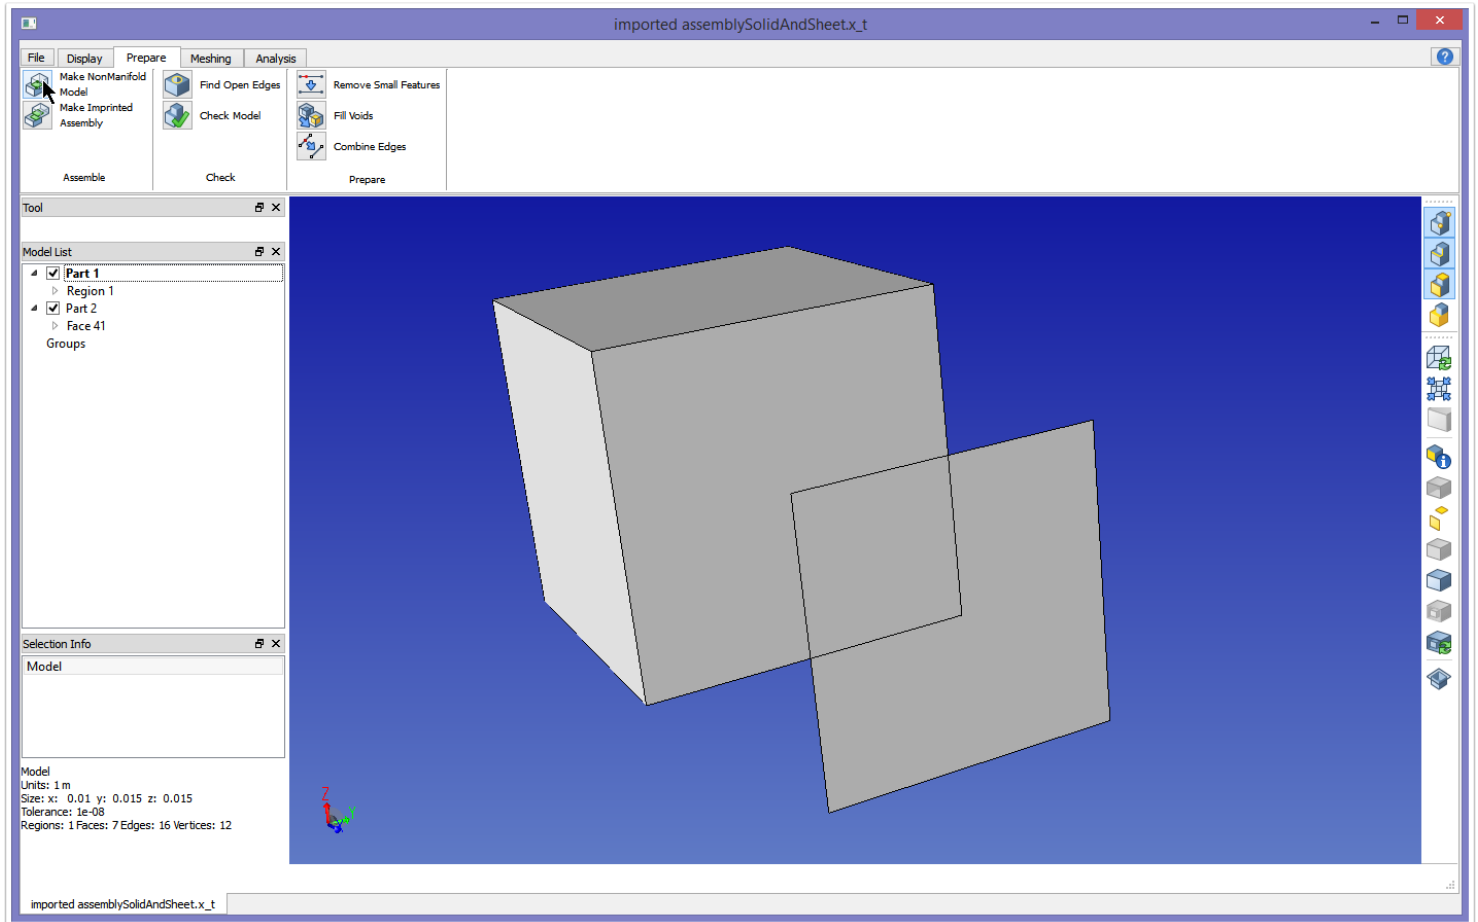 imported assemblySolidAndSheet.x_t
File
Display
Prepare
Meshing
Analysis
Make NonManifold
Model
Make Imprinted
Assembly
Assemble
Find Open Edges
Check Model
Check
Remove Small Features
Fill Voids
Combine Edges
Prepare
Tool
Model List
Part 1
Region 1
Part 2
Face 41
Groups
Selection Info
Model
Model
Units: 1 m
Size: x: 0.01 y: 0.015 z: 0.015
Tolerance: 1e-08
Regions: 1 Faces: 7 Edges: 16 Vertices: 12
Z
Y
imported assemblySolidAndSheet.x_t